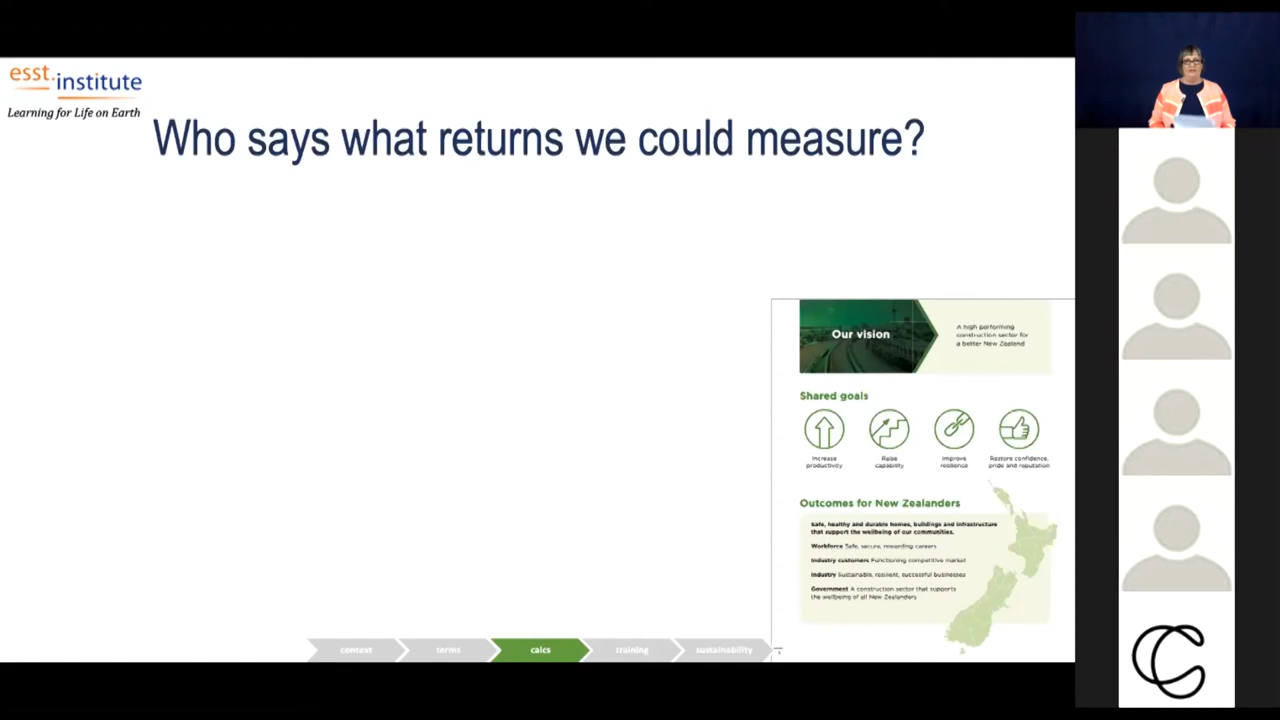 esst.institute
Learning for Life on Earth
Who says what returns we could measure?
Our vision
A high performing
construction sector for
a better New Zealand
Shared goals
Increase
productivity
Raise
capability
Improve
resilience
Restore confidence,
pride and reputation
Outcomes for New Zealanders
Safe, healthy and durable homes, buildings and infrastructure
that support the wellbeing of our communities.
Workforce Safe, secure, rewarding careers
Industry customers Functioning competitive market
Industry Sustainable, resilient, successful businesses
Government A construction sector that supports
the wellbeing of all New Zealanders
context
terms
calcs
training
sustainability